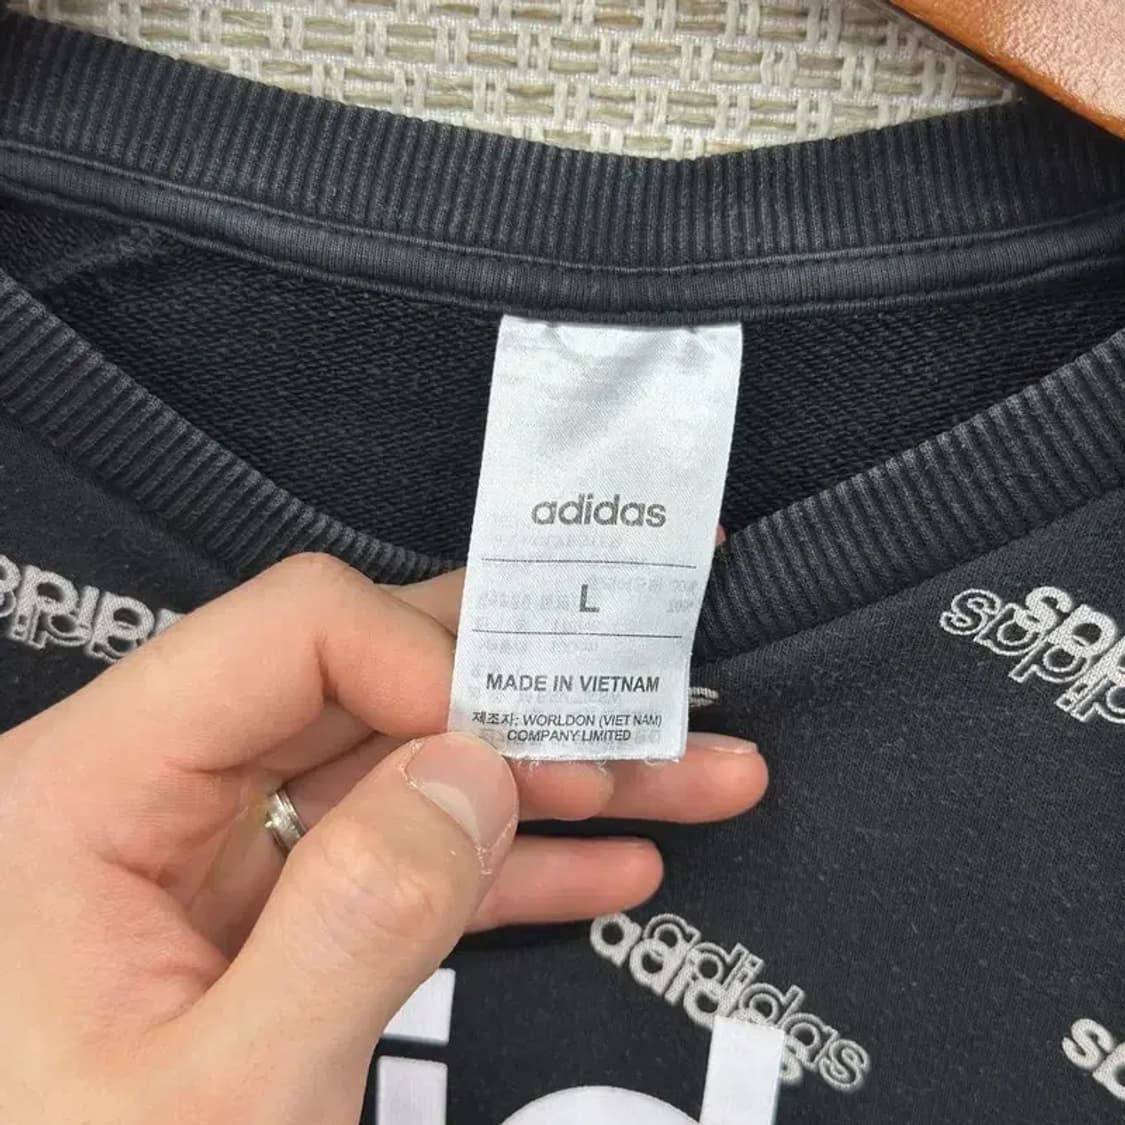 adidas
L
MADE IN VIETNAM
제조자: WORLDON (VIET NAM)
COMPANY LIMITED
adidas
adidas